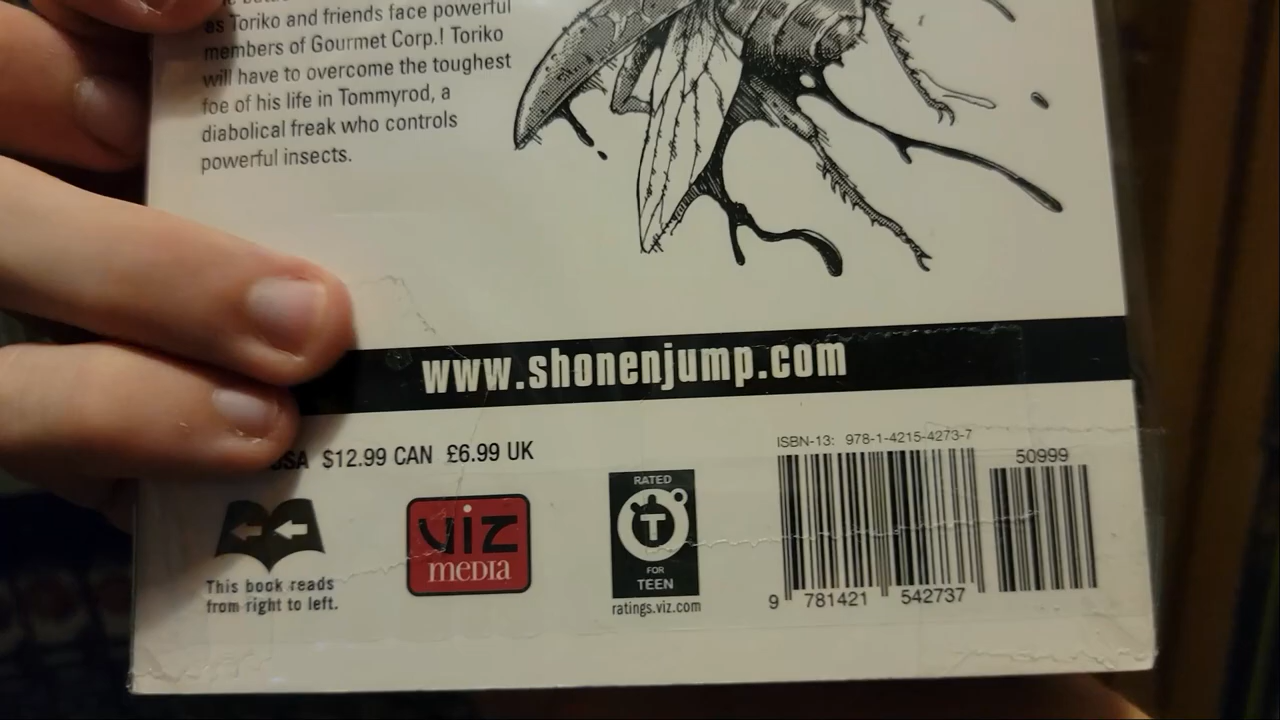 as Toriko and friends face powerful
members of Gourmet Corp.! Toriko
will have to overcome the toughest
foe of his life in Tommyrod, a
diabolical freak who controls
powerful insects.
www.shonenjump.com
$12.99 CAN £6.99 UK
ISBN-13: 978-1-4215-4273-7
50999
VIZ
MEDIA
RATED
T
FOR
TEEN
ratings.viz.com
This book reads
from right to left.
9 781421 542737